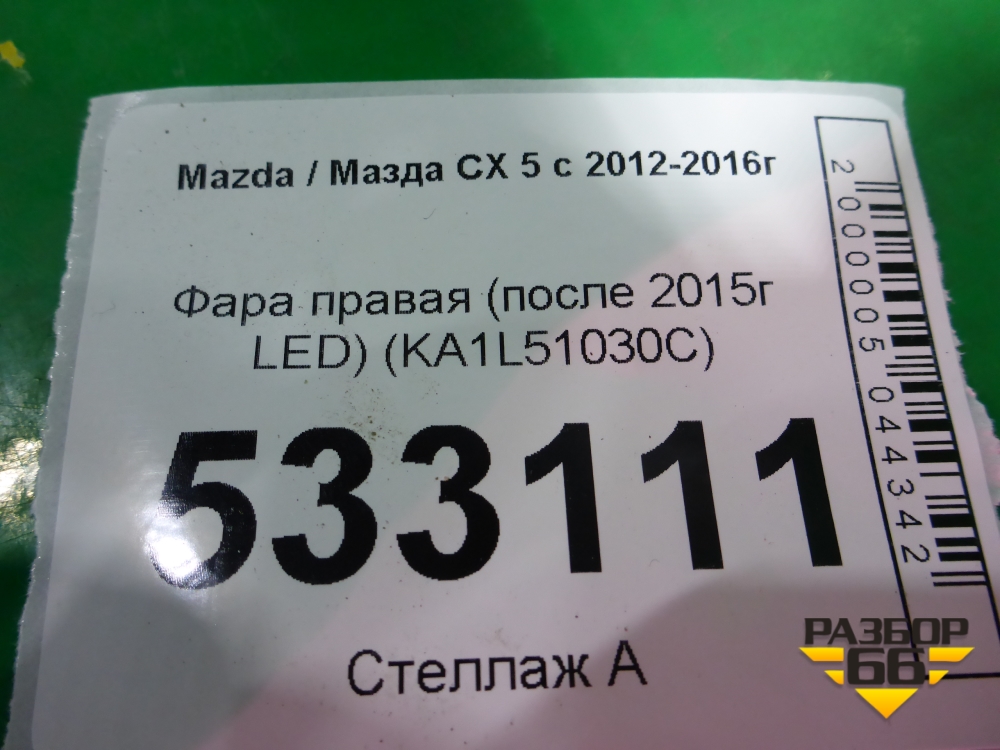 Mazda / Мазда CX 5 с 2012-2016г
Фара правая (после 2015г
LED) (KA1L51030C)
533111
Стеллаж А
2000005044342
РАЗБОР
66